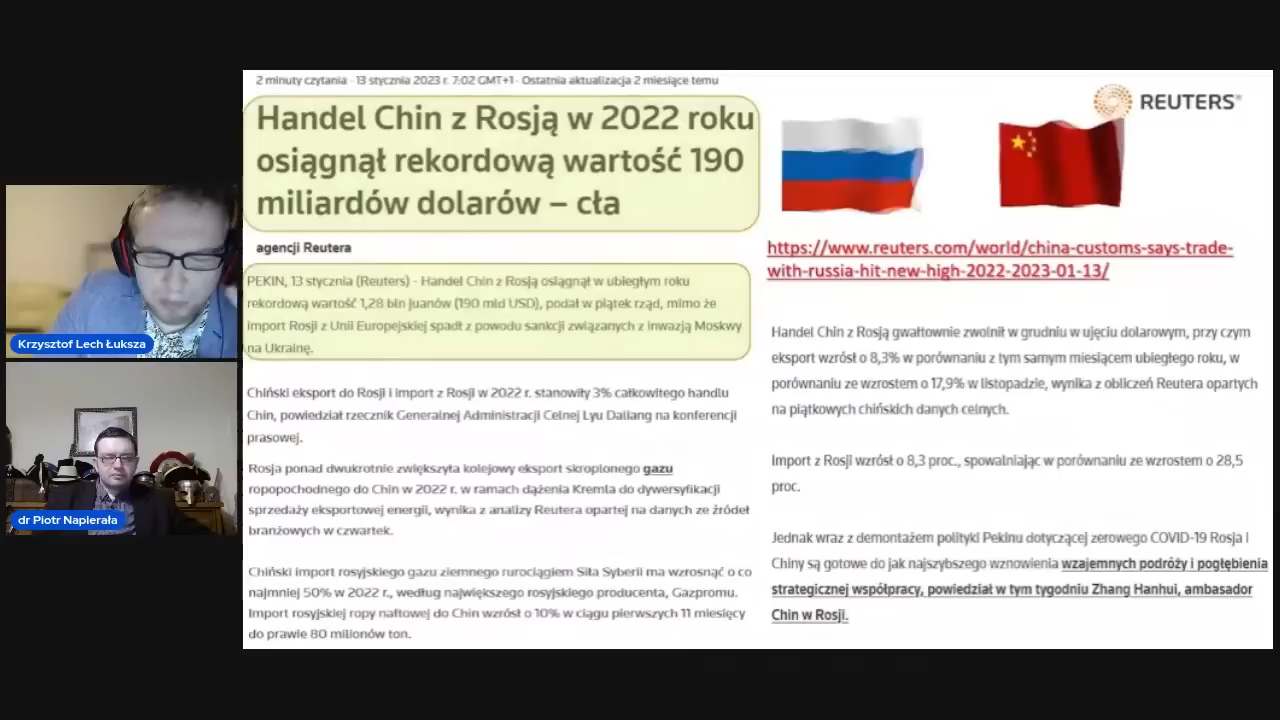 2 minuty czytania · 13 stycznia 2023 r. 7:02 GMT+1 · Ostatnia aktualizacja 2 miesiące temu
Handel Chin z Rosją w 2022 roku
osiągnął rekordową wartość 190
miliardów dolarów – cła
agencji Reutera
PEKIN, 13 stycznia (Reuters) - Handel Chin z Rosją osiągnął w ubiegłym roku
rekordową wartość 1,28 bln juanów (190 mld USD), podał w piątek rząd, mimo że
import Rosji z Unii Europejskiej spadł z powodu sankcji związanych z inwazją Moskwy
na Ukrainę.
Chiński eksport do Rosji i import z Rosji w 2022 r. stanowiły 3% całkowitego handlu
Chin, powiedział rzecznik Generalnej Administracji Celnej Lyu Daliang na konferencji
prasowej.
Rosja ponad dwukrotnie zwiększyła kolejowy eksport skroplonego gazu
ropopochodnego do Chin w 2022 r. w ramach dążenia Kremla do dywersyfikacji
sprzedaży eksportowej energii, wynika z analizy Reutera opartej na danych ze źródeł
branżowych w czwartek.
Chiński import rosyjskiego gazu ziemnego rurociągiem Siła Syberii ma wzrosnąć o co
najmniej 50% w 2022 r., według największego rosyjskiego producenta, Gazpromu.
Import rosyjskiej ropy naftowej do Chin wzrósł o 10% w ciągu pierwszych 11 miesięcy
do prawie 80 milionów ton.
REUTERS®
https://www.reuters.com/world/china-customs-says-trade-
with-russia-hit-new-high-2022-2023-01-13/
Handel Chin z Rosją gwałtownie zwolnił w grudniu w ujęciu dolarowym, przy czym
eksport wzrósł o 8,3% w porównaniu z tym samym miesiącem ubiegłego roku, w
porównaniu ze wzrostem o 17,9% w listopadzie, wynika z obliczeń Reutera opartych
na piątkowych chińskich danych celnych.
Import z Rosji wzrósł o 8,3 proc., spowalniając w porównaniu ze wzrostem o 28,5
proc.
Jednak wraz z demontażem polityki Pekinu dotyczącej zerowego COVID-19 Rosja i
Chiny są gotowe do jak najszybszego wznowienia wzajemnych podróży i pogłębienia
strategicznej współpracy, powiedział w tym tygodniu Zhang Hanhui, ambasador
Chin w Rosji.
Krzysztof Lech Łuksza
dr Piotr Napierała